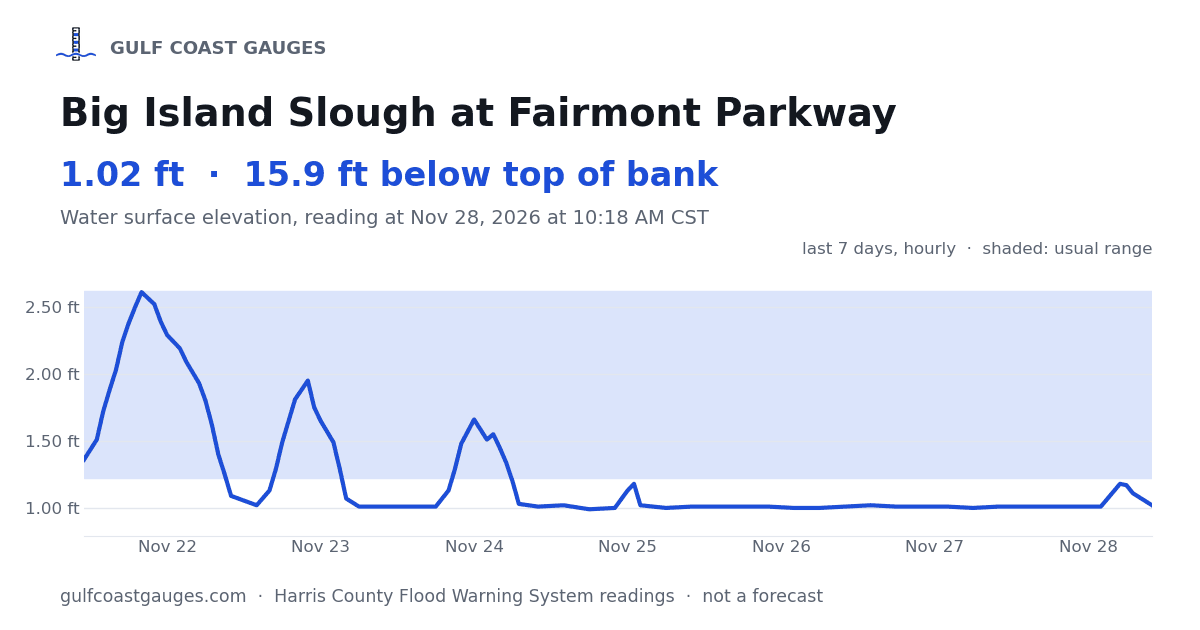 GULF COAST GAUGES
Big Island Slough at Fairmont Parkway
1.02 ft · 15.9 ft below top of bank
Water surface elevation, reading at Nov 28, 2026 at 10:18 AM CST
last 7 days, hourly · shaded: usual range
2.50 ft
2.00 ft
1.50 ft
1.00 ft
Nov 22 Nov 23 Nov 24 Nov 25 Nov 26 Nov 27 Nov 28
gulfcoastgauges.com · Harris County Flood Warning System readings · not a forecast